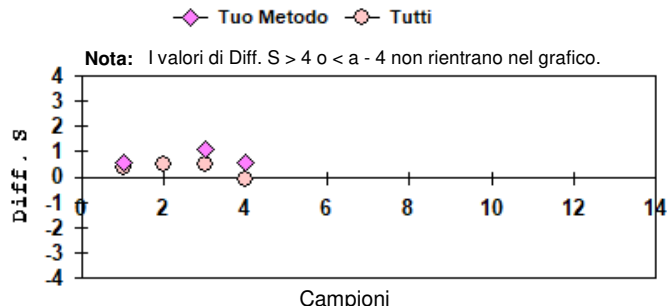 Tuo Metodo Tutti
Nota: I valori di Diff. S > 4 o < a - 4 non rientrano nel grafico.
4
3
2
1
0
-1
-2
-3
-4
Diff. S
0 2 4 6 8 10 12 14
Campioni